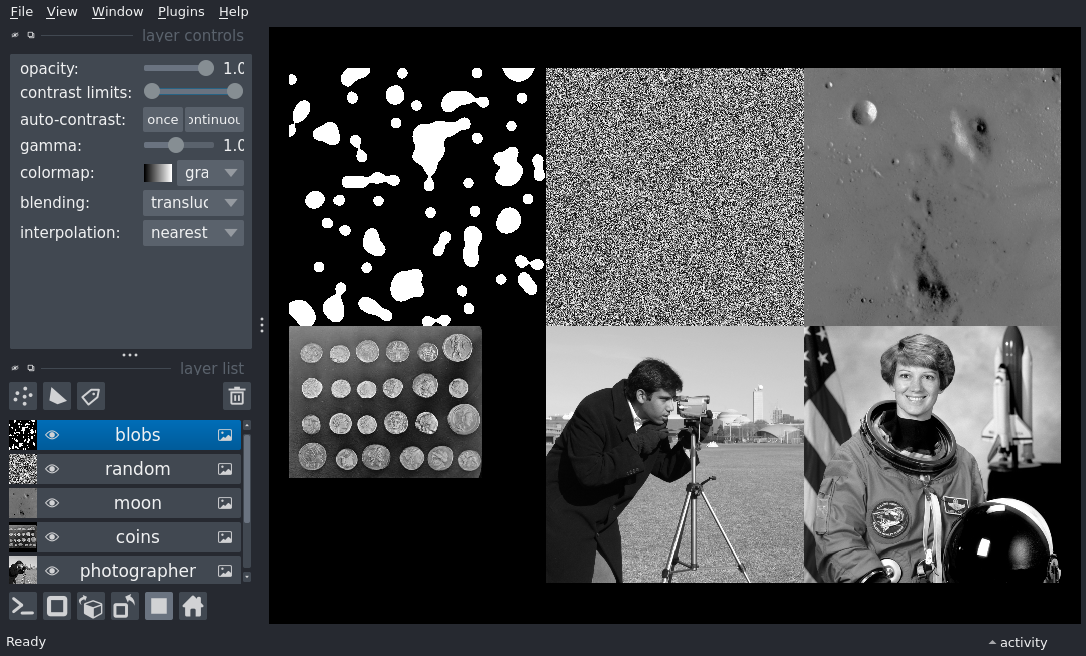 File View Window Plugins Help
layer controls
opacity: 1.0
contrast limits:
auto-contrast: once ontinuou
gamma: 1.0
colormap: gra
blending: transluc
interpolation: nearest
layer list
blobs
random
moon
coins
photographer
Ready
activity